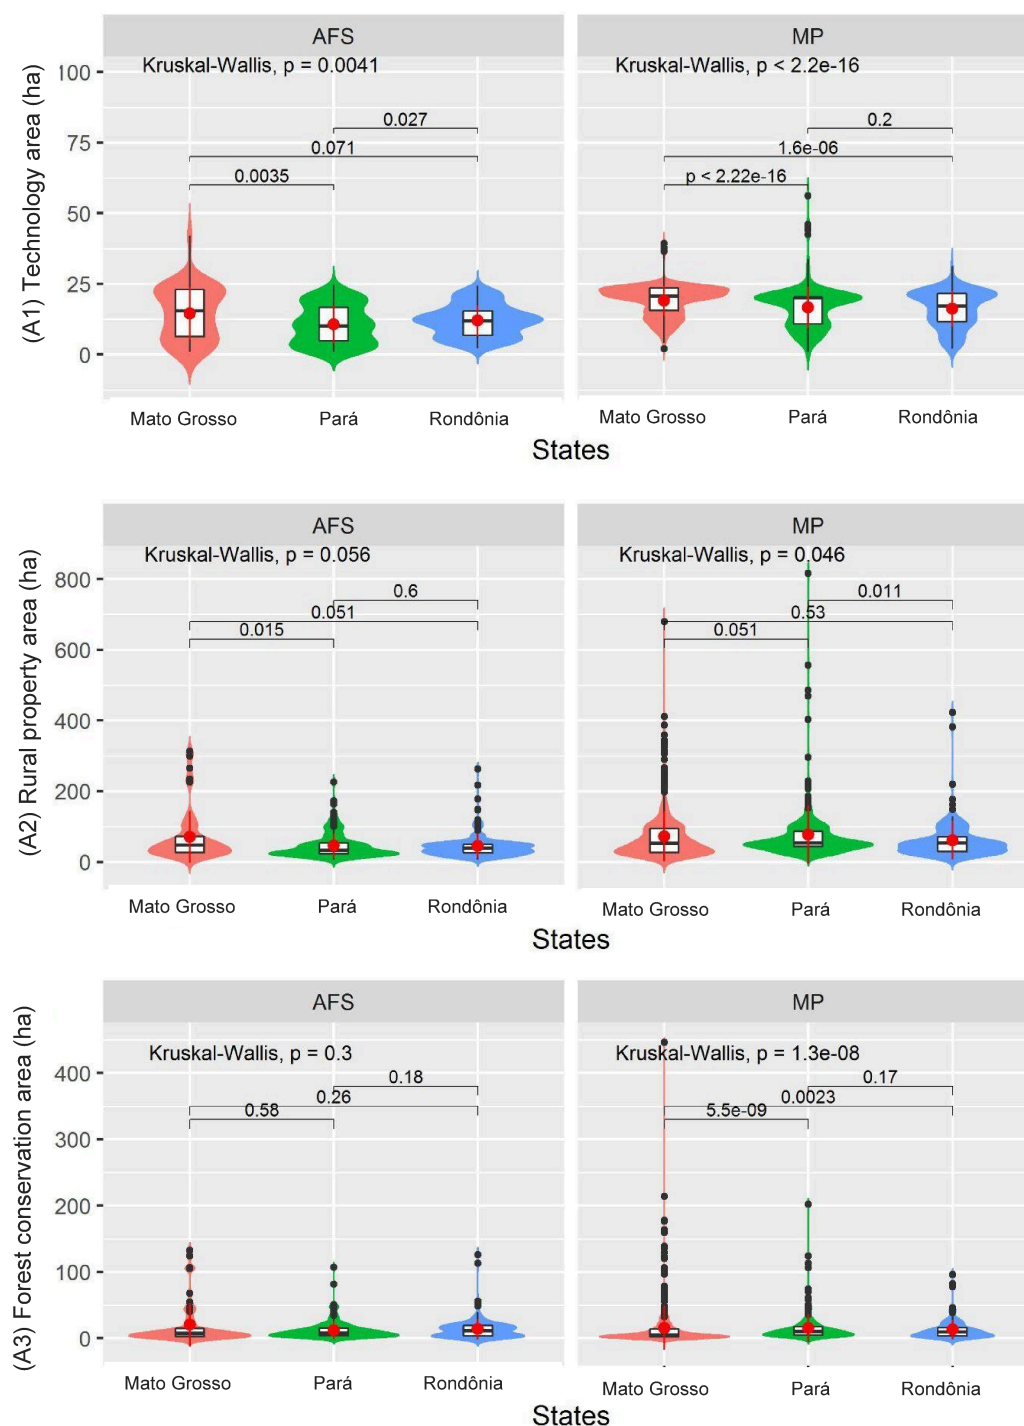 (A1) Technology area (ha)
AFS
MP
Kruskal-Wallis, p = 0.0041
Kruskal-Wallis, p < 2.2e-16
100
75
50
25
0
0.027
0.071
0.0035
0.2
1.6e-06
p < 2.22e-16
Mato Grosso
Pará
Rondônia
Mato Grosso
Pará
Rondônia
States
(A2) Rural property area (ha)
AFS
MP
Kruskal-Wallis, p = 0.056
Kruskal-Wallis, p = 0.046
800
600
400
200
0
0.6
0.051
0.015
0.011
0.53
0.051
Mato Grosso
Pará
Rondônia
Mato Grosso
Pará
Rondônia
States
(A3) Forest conservation area (ha)
AFS
MP
Kruskal-Wallis, p = 0.3
Kruskal-Wallis, p = 1.3e-08
400
300
200
100
0
0.18
0.26
0.58
0.17
0.0023
5.5e-09
Mato Grosso
Pará
Rondônia
Mato Grosso
Pará
Rondônia
States